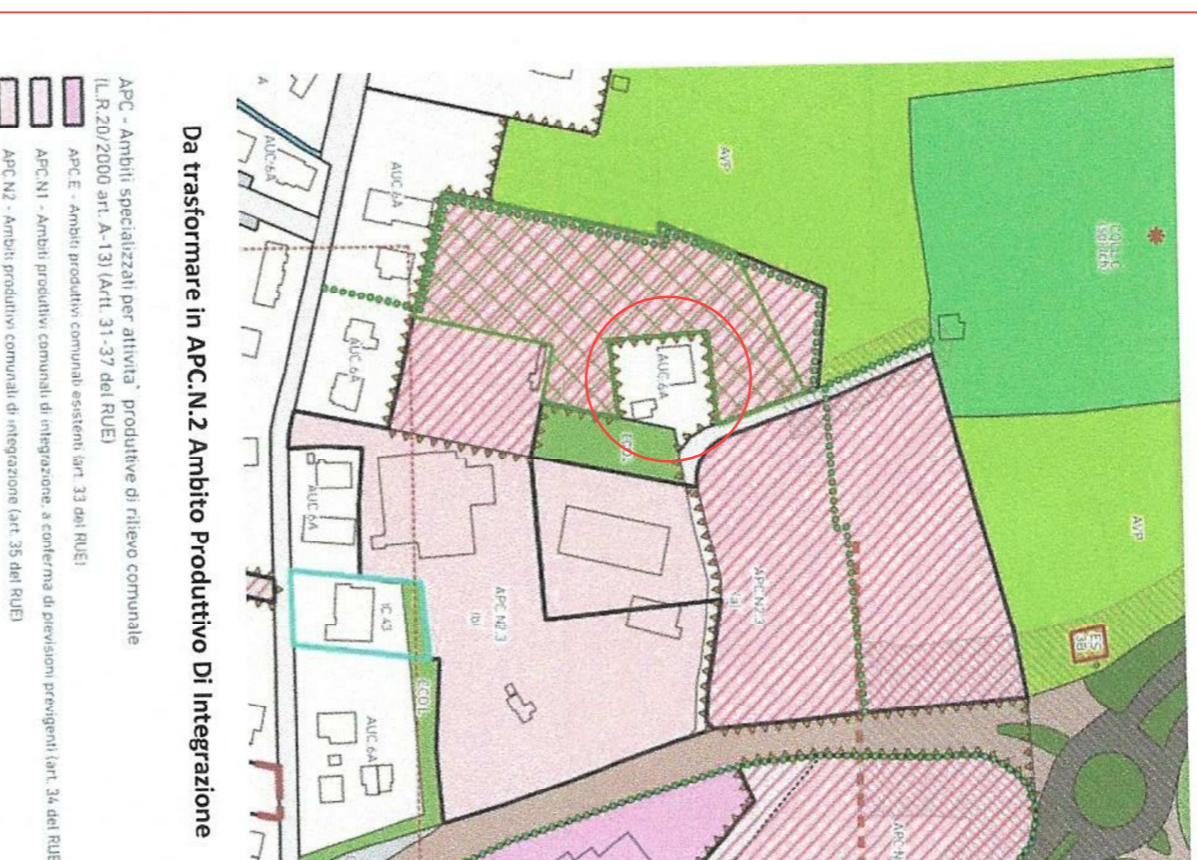 Da trasformare in APC.N.2 Ambito Produttivo Di Integrazione
APC - Ambiti specializzati per attivita` produttive di rilievo comunale
(L.R.20/2000 art. A-13) (Artt. 31-37 del RUE)
APC.E - Ambiti produttivi comunali esistenti (art. 33 del RUE)
APC.N1 - Ambiti produttivi comunali di integrazione, a conferma di previsioni previgenti (art. 34 del RUE
APC.N2 - Ambiti produttivi comunali di integrazione (art. 35 del RUE)
AVP
AVP
ES
3B
AUC.6A
AUC.6A
AUC.6A
AUC.6A
AUC.6A
AUC.6A
A
ECO.L
ECO.L
APC.N2.3
APC.N2.3
(b)
IC 43
APC.N